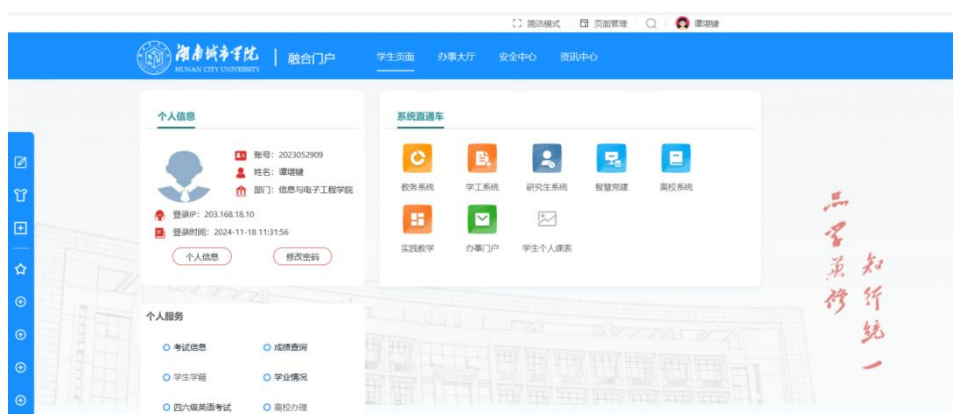 简洁模式 页面管理 谭堪键
湖南城市学院 融合门户 学生页面 办事大厅 安全中心 资讯中心
HUNAN CITY UNIVERSITY
个人信息
账号：2023052909
姓名：谭堪键
部门：信息与电子工程学院
登录IP：203.168.18.10
登录时间：2024-11-18 11:31:56
个人信息 修改密码
系统直通车
教务系统 学工系统 研究生系统 智慧党建 离校系统
实践教学 办事门户 学生个人课表
个人服务
考试信息 成绩查询
学生学籍 学业情况
四六级英语考试 离校办理
品学兼修
知行统一